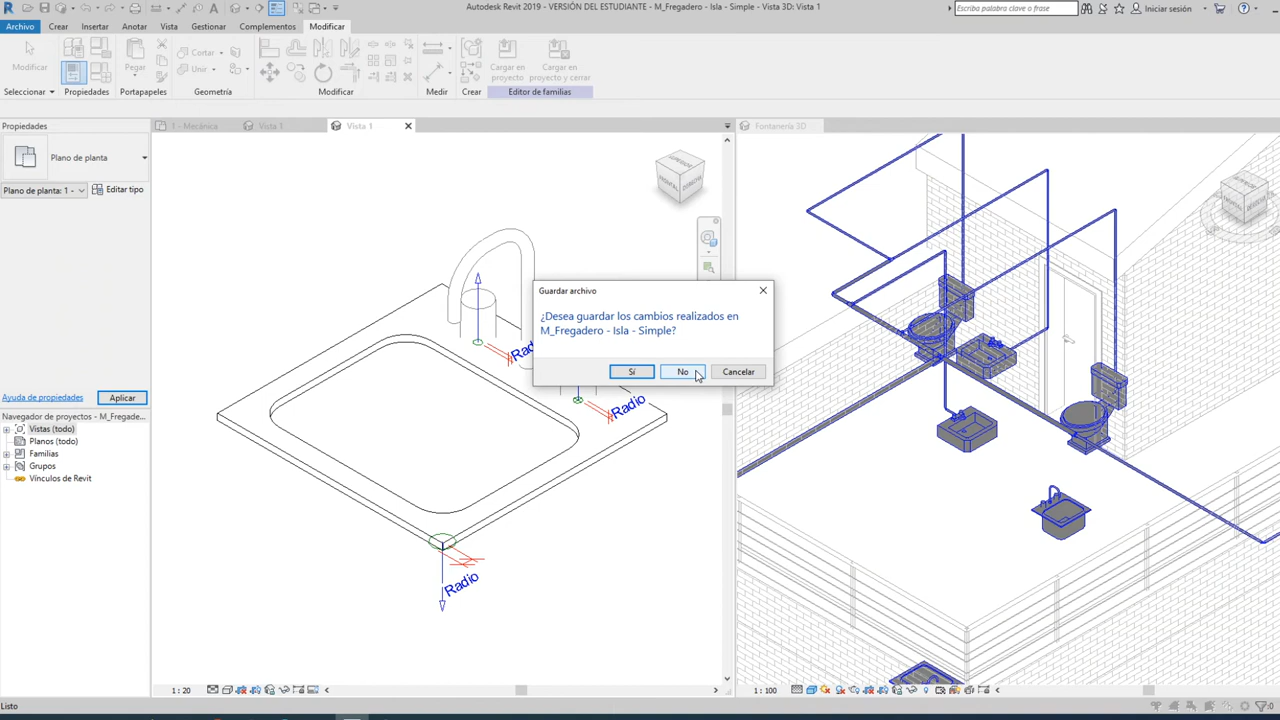 Autodesk Revit 2019 - VERSIÓN DEL ESTUDIANTE - M_Fregadero - Isla - Simple - Vista 3D: Vista 1
Escriba palabra clave o frase
Iniciar sesión
Archivo Crear Insertar Anotar Vista Gestionar Complementos Modificar
Modificar
Pegar
Cortar
Unir
Cargar en
proyecto
Cargar en
proyecto y cerrar
Seleccionar Propiedades Portapapeles Geometría Modificar Medir Crear Editor de familias
Propiedades
1 - Mecánica
Vista 1
Vista 1
Fontanería 3D
Plano de planta
Plano de planta: 1 -
Editar tipo
Guardar archivo
¿Desea guardar los cambios realizados en
M_Fregadero - Isla - Simple?
Sí No Cancelar
Radio
Radio
Radio
Ayuda de propiedades
Aplicar
Navegador de proyectos - M_Fregade...
Vistas (todo)
Planos (todo)
Familias
Grupos
Vínculos de Revit
1 : 20
1 : 100
Listo
:0